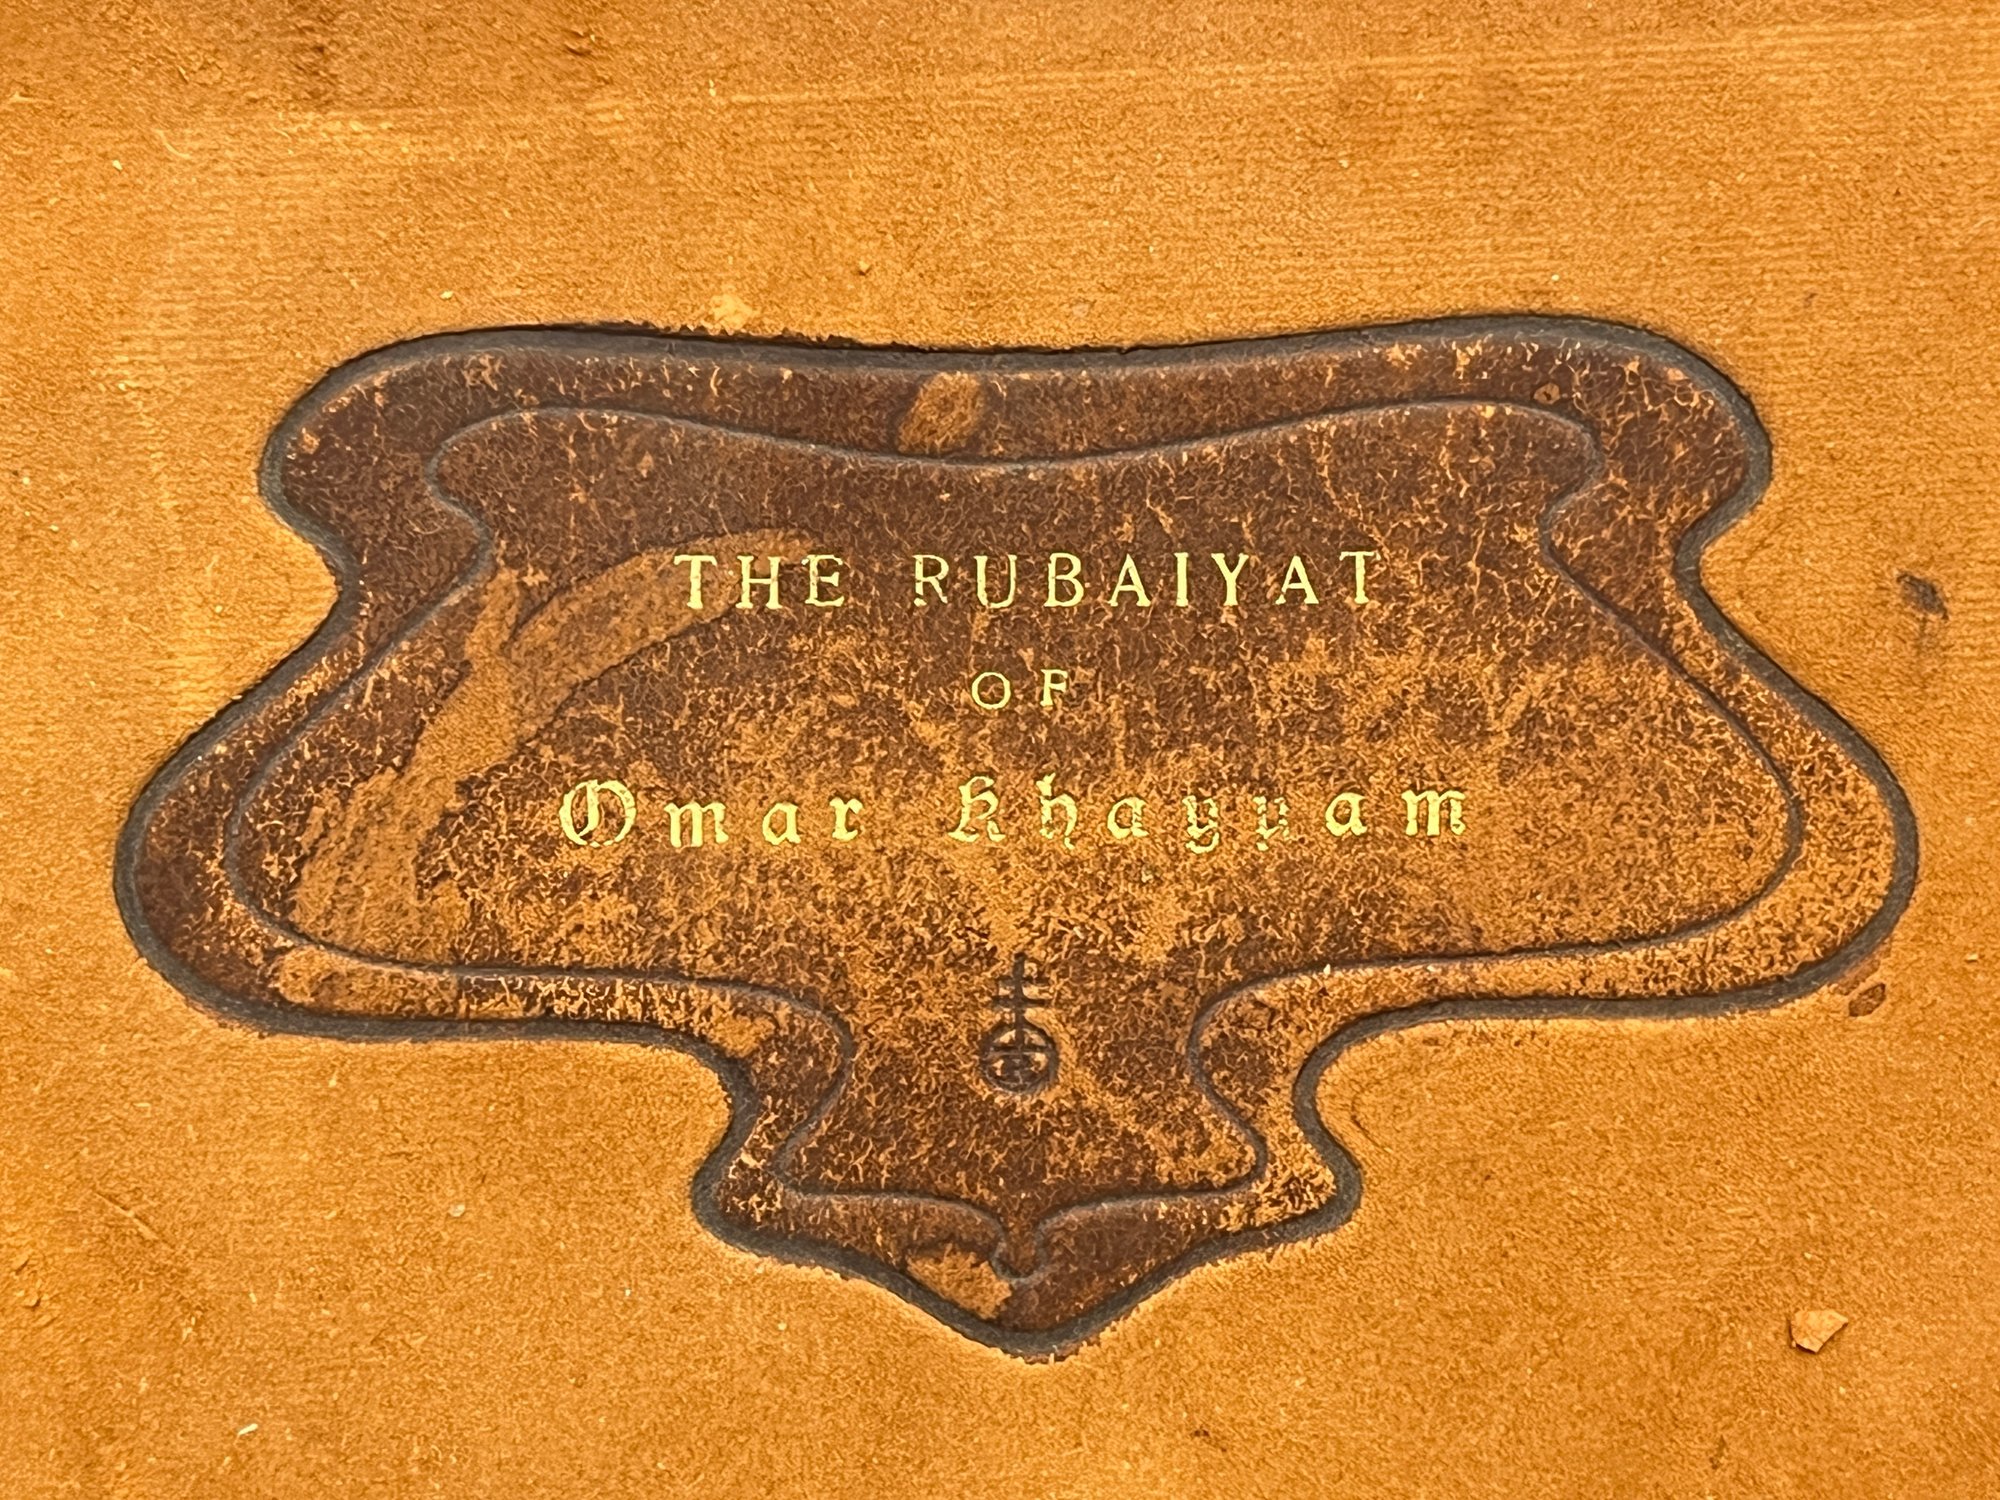 THE RUBAIYAT
OF
Omar Khayyam